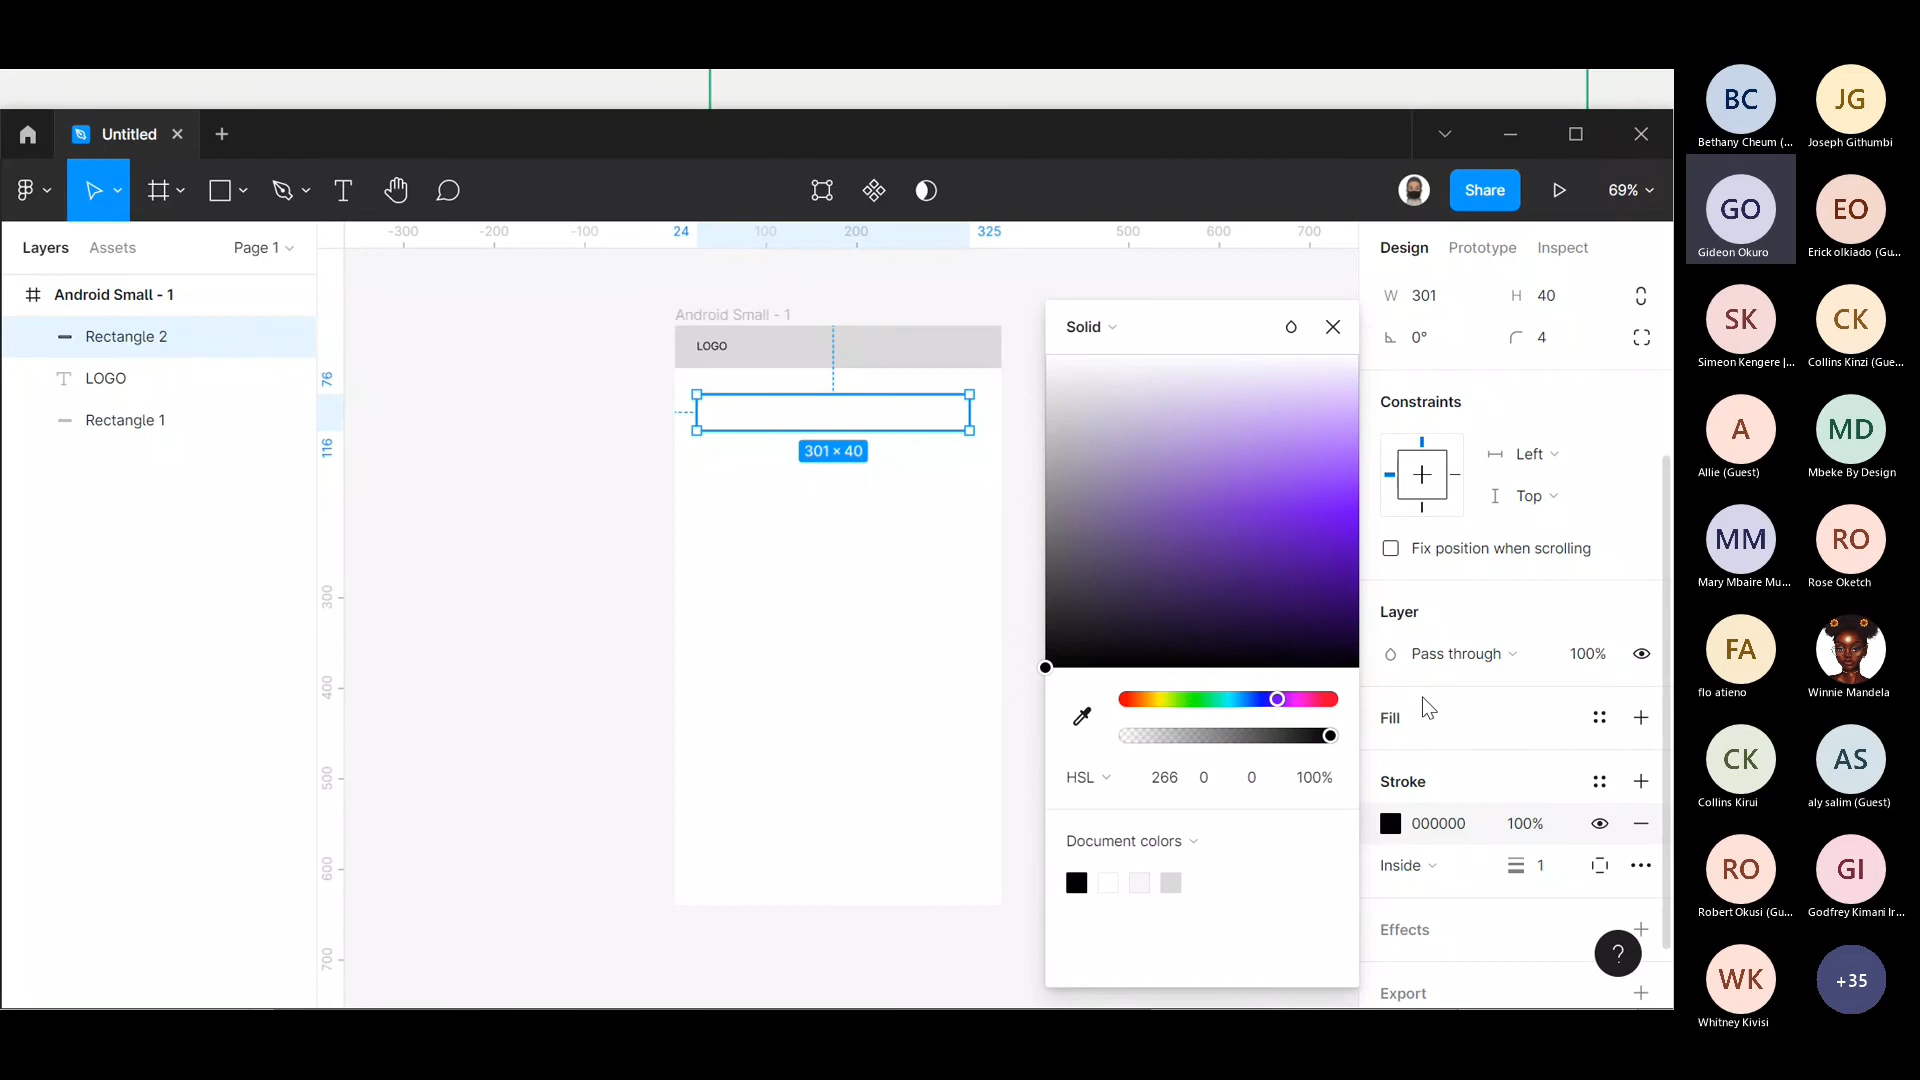 Untitled
Share
69%
Layers
Assets
Page 1
-300
-200
-100
24
100
200
325
500
600
700
Design
Prototype
Inspect
Android Small - 1
Rectangle 2
LOGO
Rectangle 1
76
116
300
400
500
600
700
Android Small - 1
LOGO
301 × 40
Solid
HSL
266
0
0
100%
Document colors
W 301
H 40
0°
4
Constraints
Left
Top
Fix position when scrolling
Layer
Pass through
100%
Fill
Stroke
000000
100%
Inside
1
Effects
?
Export
BC
Bethany Cheum (...
JG
Joseph Githumbi
GO
Gideon Okuro
EO
Erick olkiado (Gu...
SK
Simeon Kengere |...
CK
Collins Kinzi (Gue...
A
Allie (Guest)
MD
Mbeke By Design
MM
Mary Mbaire Mu...
RO
Rose Oketch
FA
flo atieno
Winnie Mandela
CK
Collins Kirui
AS
aly salim (Guest)
RO
Robert Okusi (Gu...
GI
Godfrey Kimani Ir...
WK
Whitney Kivisi
+35